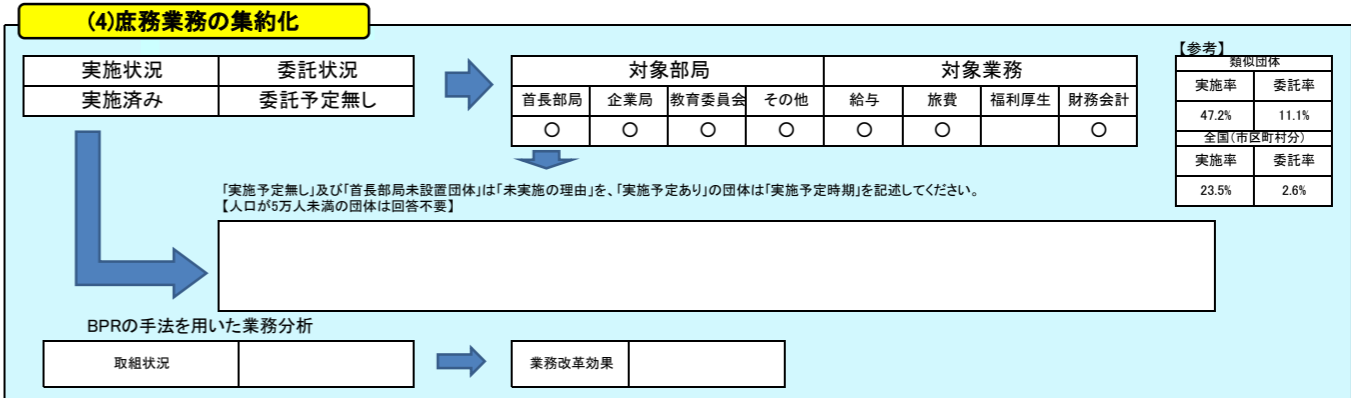 (4)庶務業務の集約化
実施状況 委託状況
実施済み 委託予定無し
対象部局 対象業務
首長部局 企業局 教育委員会 その他 給与 旅費 福利厚生 財務会計
○ ○ ○ ○ ○ ○ ○
【参考】
類似団体
実施率 委託率
47.2% 11.1%
全国(市区町村分)
実施率 委託率
23.5% 2.6%
「実施予定無し」及び「首長部局未設置団体」は「未実施の理由」を、「実施予定あり」の団体は「実施予定時期」を記述してください。
【人口が5万人未満の団体は回答不要】
BPRの手法を用いた業務分析
取組状況
業務改革効果